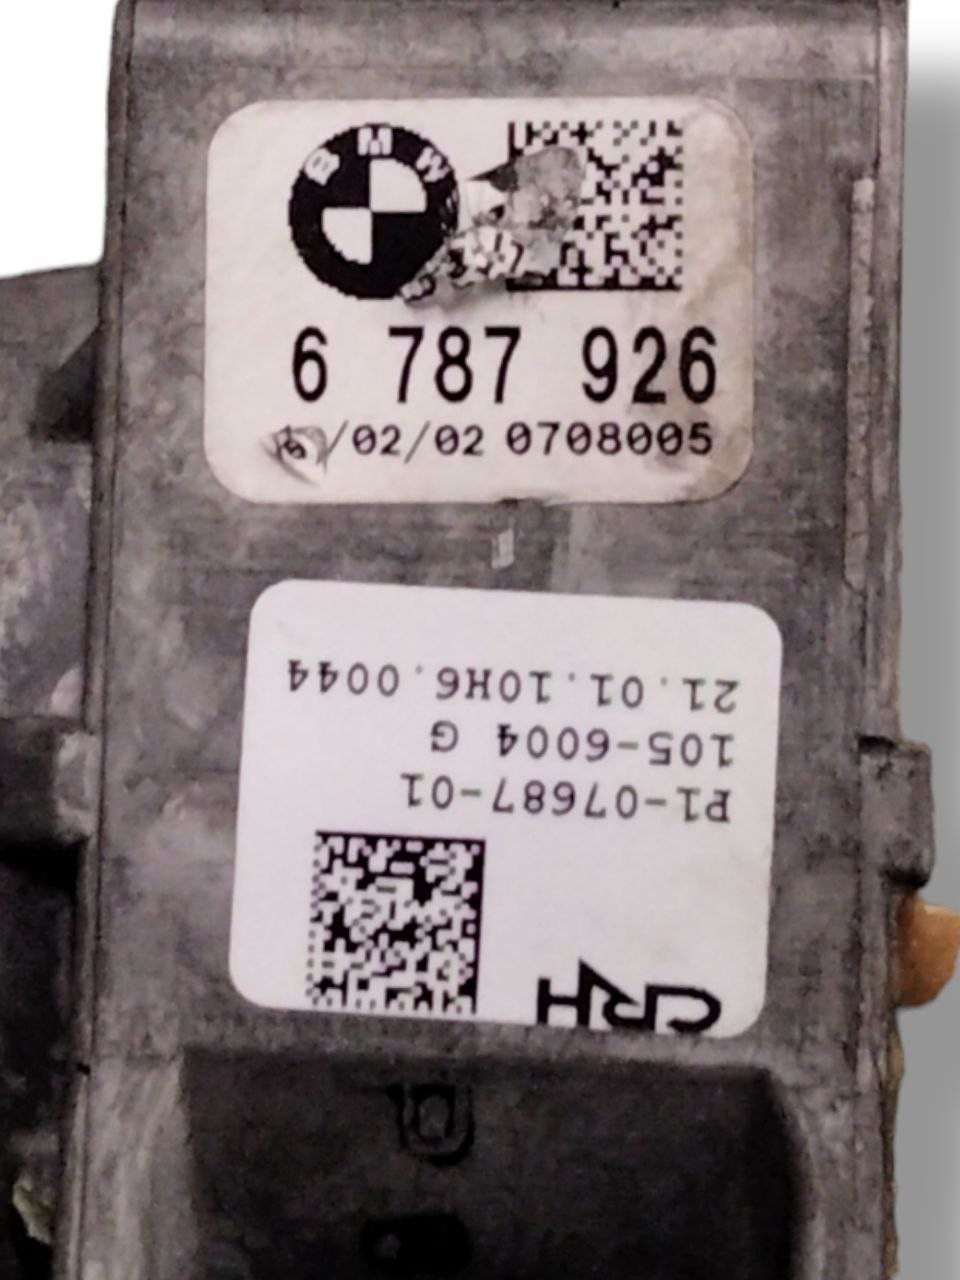 BMW
6 787 926
/02/02 0708005
21.01.10H6.0044
105-6004 G
P1-07687-01
CRH